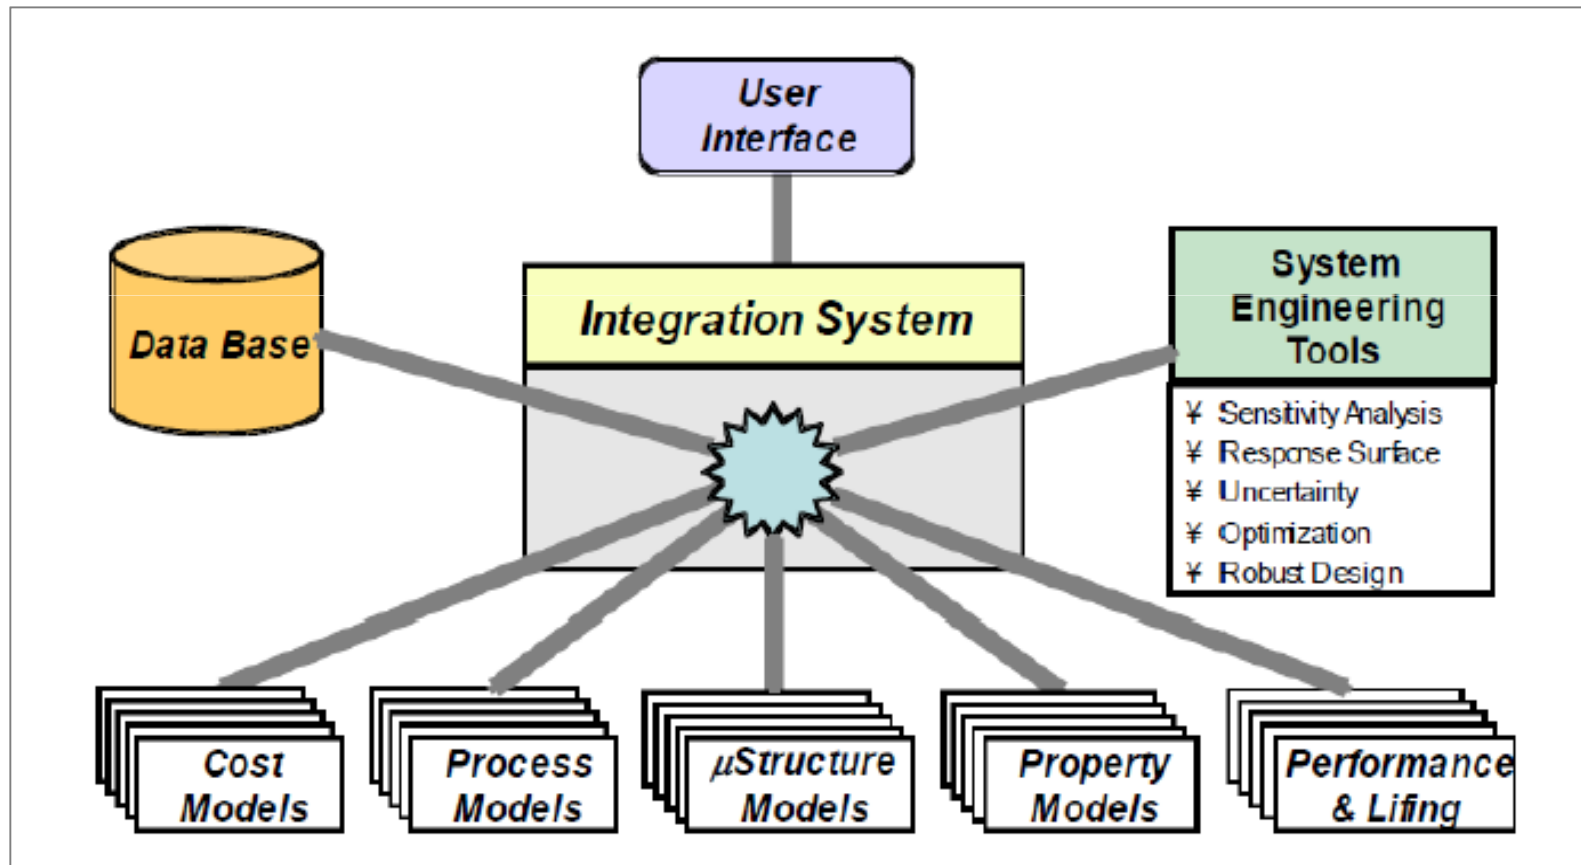 User
Interface
Data Base
Integration System
System
Engineering
Tools
¥ Sensitivity Analysis
¥ Response Surface
¥ Uncertainty
¥ Optimization
¥ Robust Design
Cost
Models
Process
Models
μStructure
Models
Property
Models
Performance
& Lifing